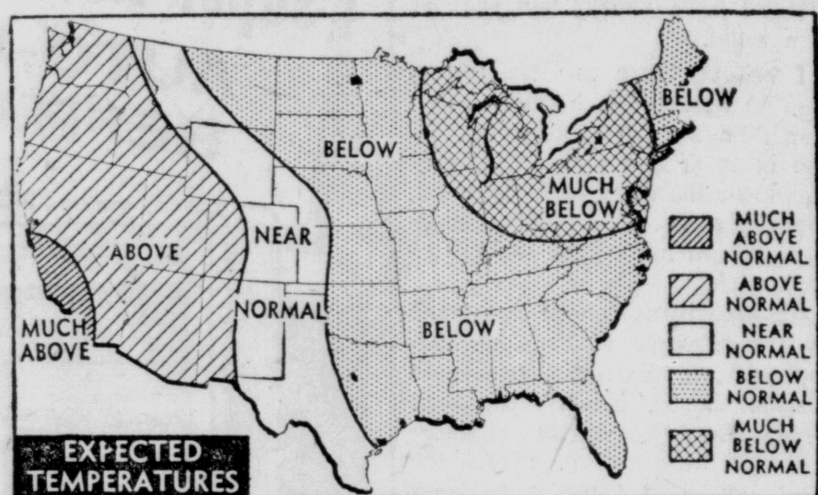 BELOW
BELOW
MUCH
BELOW
ABOVE
NEAR
NORMAL
BELOW
MUCH
ABOVE
MUCH
ABOVE
NORMAL
ABOVE
NORMAL
NEAR
NORMAL
BELOW
NORMAL
MUCH
BELOW
NORMAL
EXPECTED
TEMPERATURES